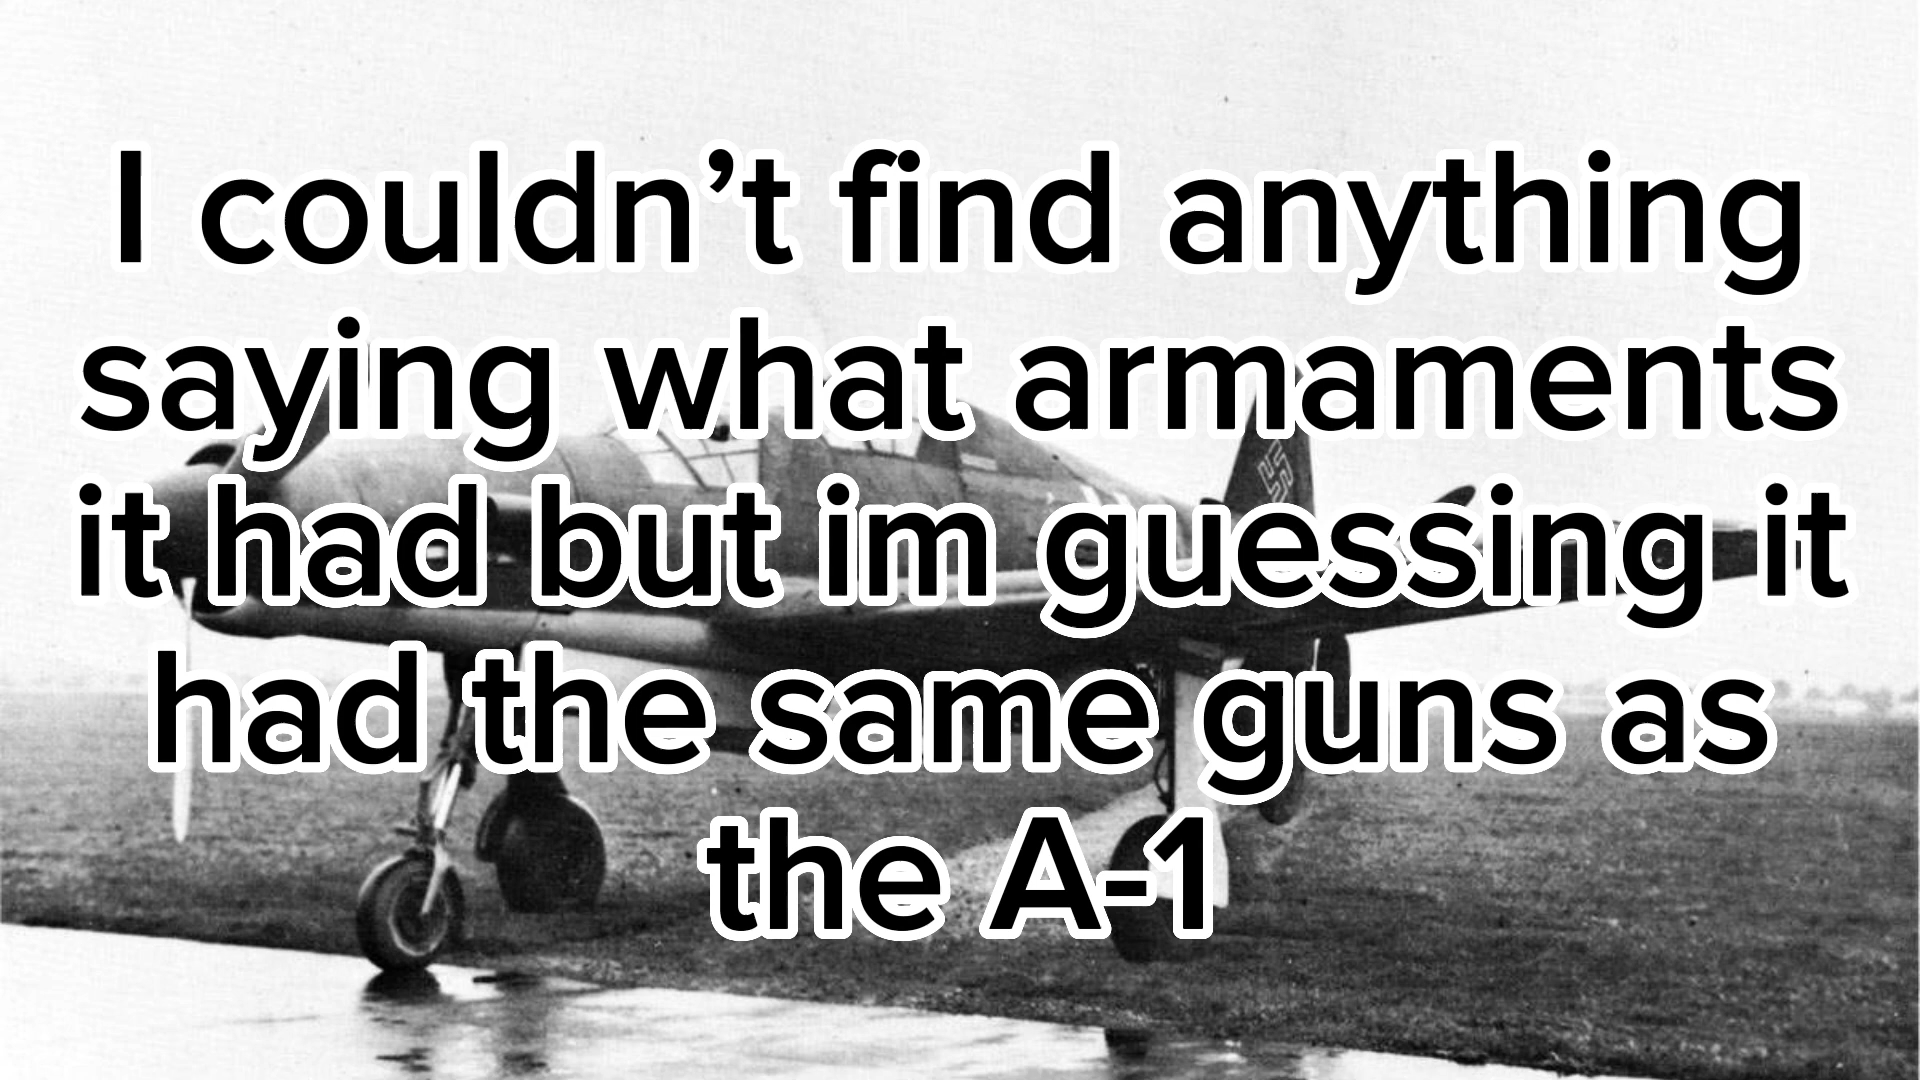 I couldn’t find anything
saying what armaments
it had but im guessing it
had the same guns as
the A-1